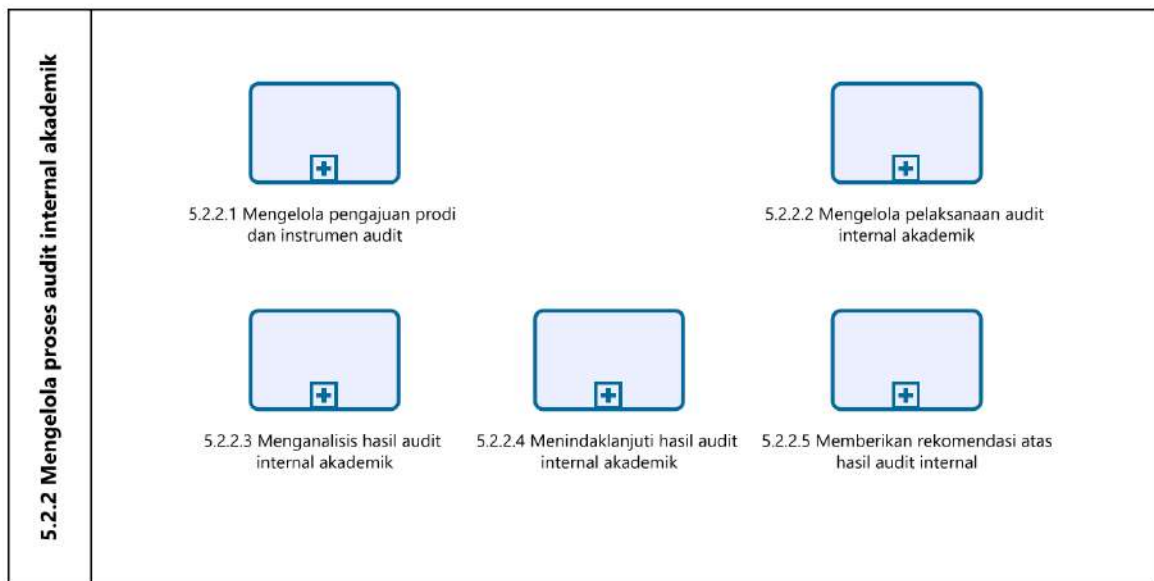 5.2.2 Mengelola proses audit internal akademik
5.2.2.1 Mengelola pengajuan prodi
dan instrumen audit
5.2.2.2 Mengelola pelaksanaan audit
internal akademik
5.2.2.3 Menganalisis hasil audit
internal akademik
5.2.2.4 Menindaklanjuti hasil audit
internal akademik
5.2.2.5 Memberikan rekomendasi atas
hasil audit internal